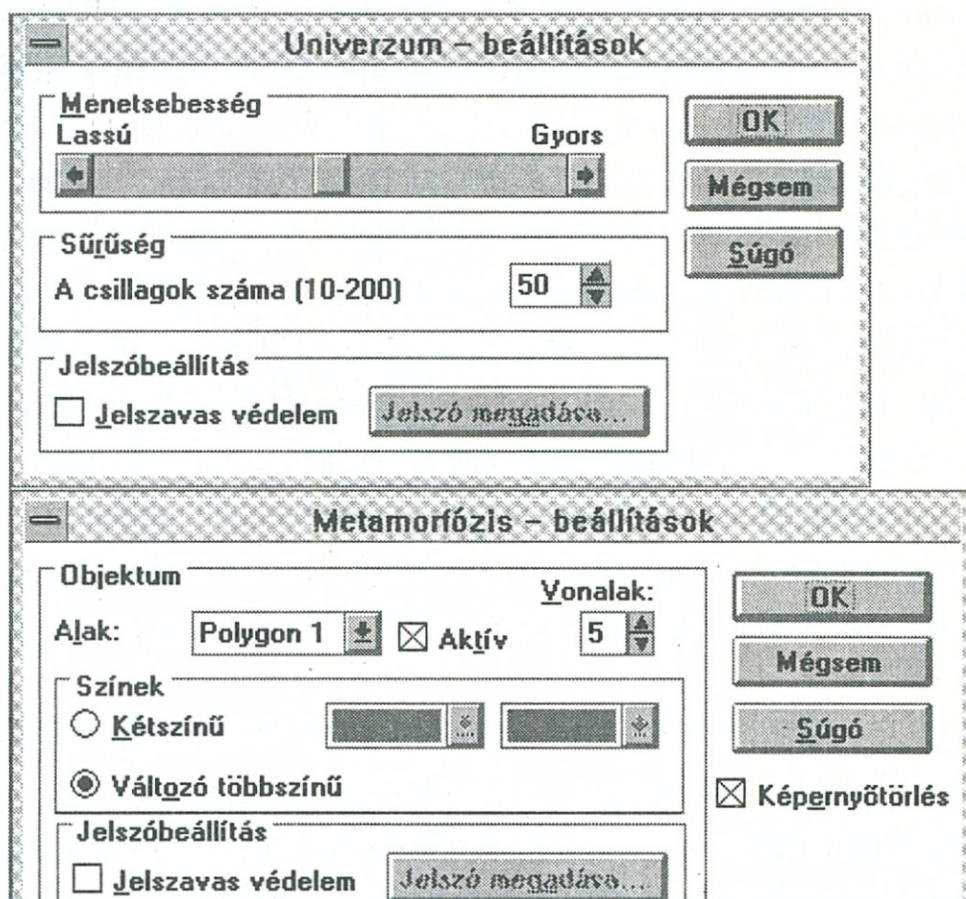 Univerzum – beállítások
Menetsebesség
Lassú Gyors
OK
Mégsem
Sűrűség
A csillagok száma (10-200) 50
Súgó
Jelszóbeállítás
Jelszavas védelem Jelszó megadása...
Metamorfózis – beállítások
Objektum
Vonalak:
Alak: Polygon 1 Aktív 5
OK
Mégsem
Színek
Kétszínű
Súgó
Változó többszínű
Képernyőtörlés
Jelszóbeállítás
Jelszavas védelem Jelszó megadása...